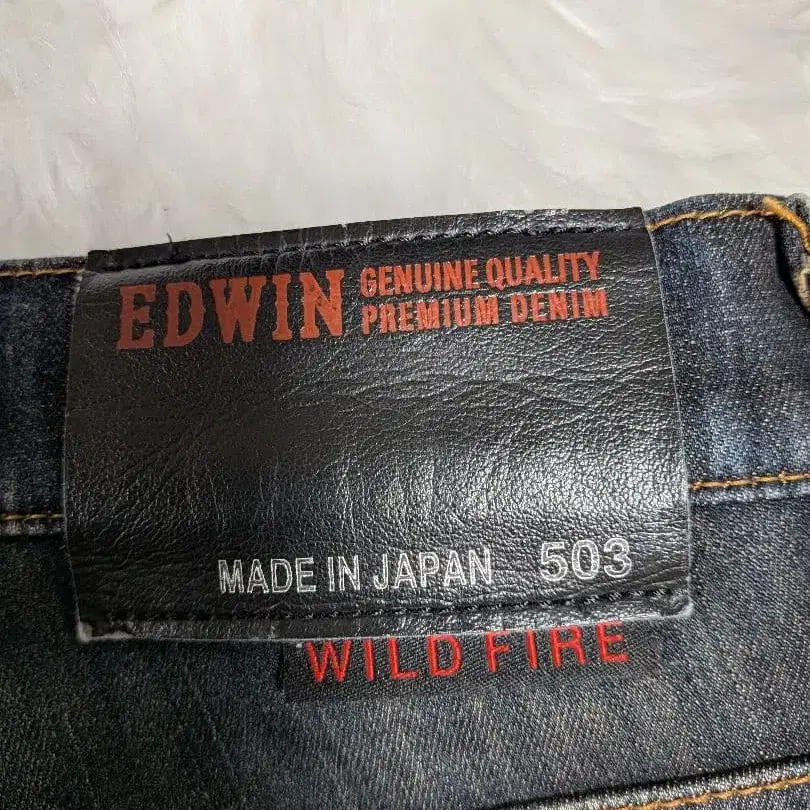 EDWIN GENUINE QUALITY
PREMIUM DENIM
MADE IN JAPAN 503
WILD FIRE